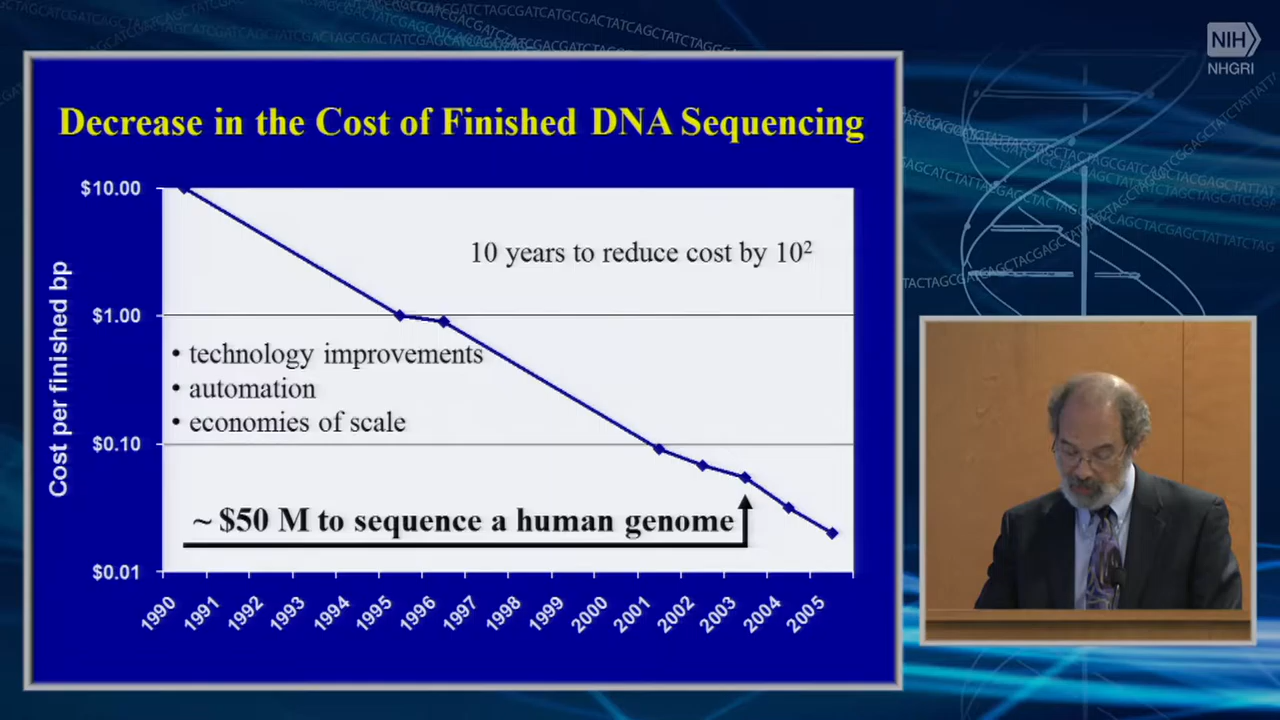 NIH
NHGRI
Decrease in the Cost of Finished DNA Sequencing
$10.00
10 years to reduce cost by 10²
$1.00
• technology improvements
• automation
• economies of scale
$0.10
~ $50 M to sequence a human genome
$0.01
Cost per finished bp
1990 1991 1992 1993 1994 1995 1996 1997 1998 1999 2000 2001 2002 2003 2004 2005